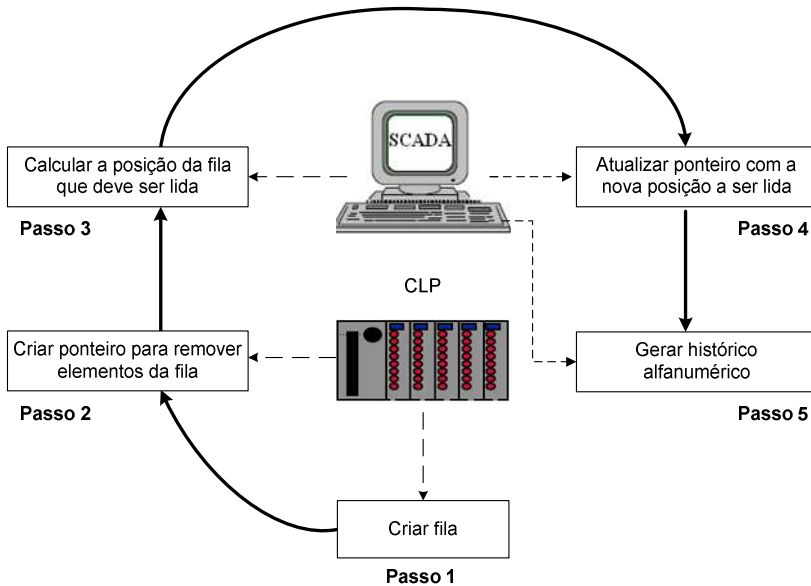 SCADA
Calcular a posição da fila
que deve ser lida
Passo 3
Atualizar ponteiro com a
nova posição a ser lida
Passo 4
CLP
Criar ponteiro para remover
elementos da fila
Passo 2
Gerar histórico
alfanumérico
Passo 5
Criar fila
Passo 1